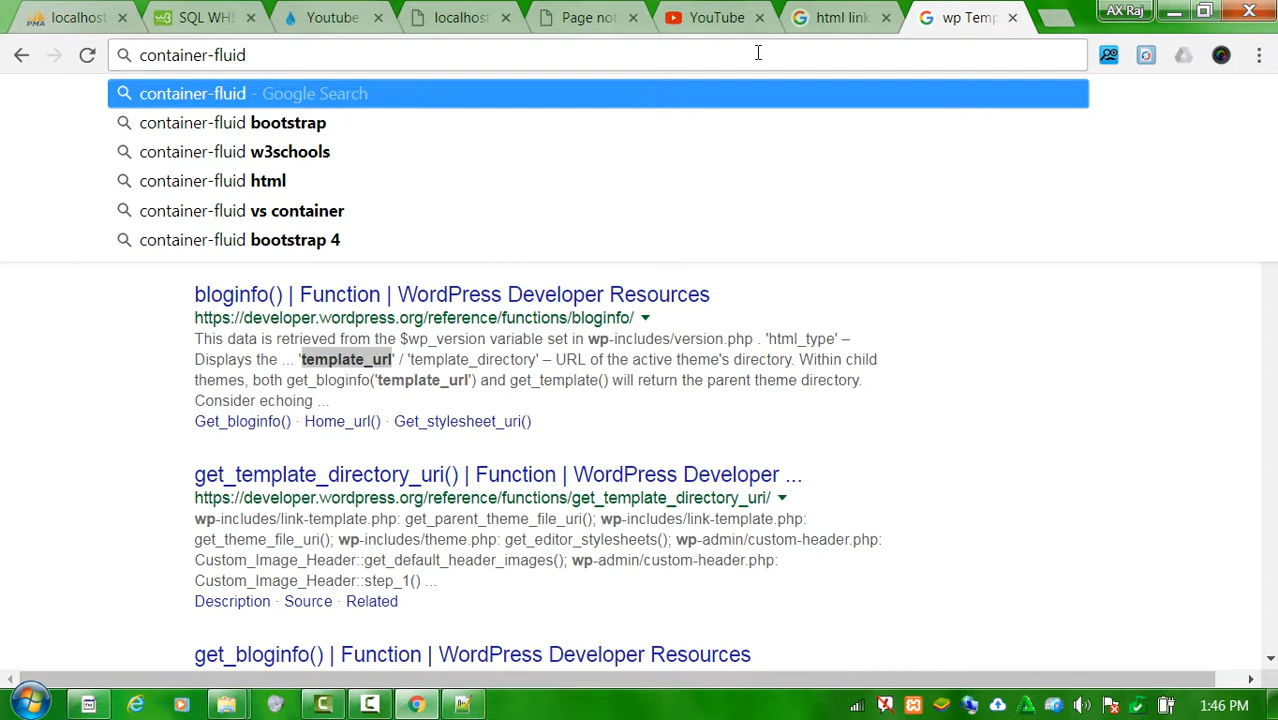 PMA localhost
w3 SQL WHE
Youtube
localhost
Page not
YouTube
html link
wp Temp
AX Raj
container-fluid
container-fluid - Google Search
container-fluid bootstrap
container-fluid w3schools
container-fluid html
container-fluid vs container
container-fluid bootstrap 4
bloginfo() | Function | WordPress Developer Resources
https://developer.wordpress.org/reference/functions/bloginfo/
This data is retrieved from the $wp_version variable set in wp-includes/version.php . 'html_type' –
Displays the ... 'template_url' / 'template_directory' – URL of the active theme's directory. Within child
themes, both get_bloginfo('template_url') and get_template() will return the parent theme directory.
Consider echoing ...
Get_bloginfo() · Home_url() · Get_stylesheet_uri()
get_template_directory_uri() | Function | WordPress Developer ...
https://developer.wordpress.org/reference/functions/get_template_directory_uri/
wp-includes/link-template.php: get_parent_theme_file_uri(); wp-includes/link-template.php:
get_theme_file_uri(); wp-includes/theme.php: get_editor_stylesheets(); wp-admin/custom-header.php:
Custom_Image_Header::get_default_header_images(); wp-admin/custom-header.php:
Custom_Image_Header::step_1() ...
Description · Source · Related
get_bloginfo() | Function | WordPress Developer Resources
1:46 PM